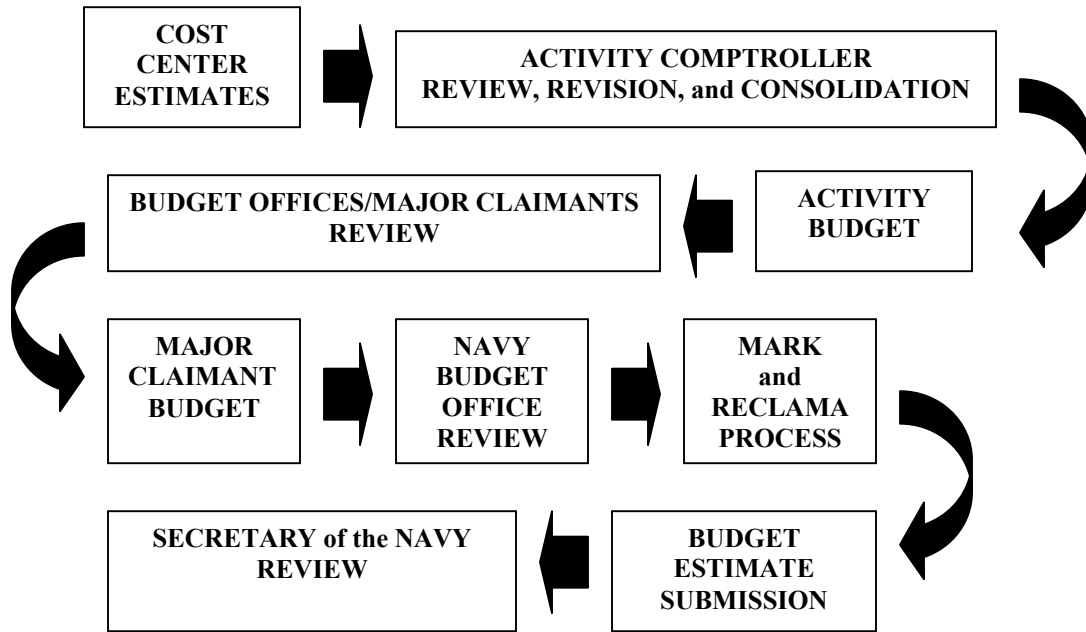 COST
CENTER
ESTIMATES
ACTIVITY COMPTROLLER
REVIEW, REVISION, and CONSOLIDATION
ACTIVITY
BUDGET
BUDGET OFFICES/MAJOR CLAIMANTS
REVIEW
MAJOR
CLAIMANT
BUDGET
NAVY
BUDGET
OFFICE
REVIEW
MARK
and
RECLAMA
PROCESS
BUDGET
ESTIMATE
SUBMISSION
SECRETARY of the NAVY
REVIEW